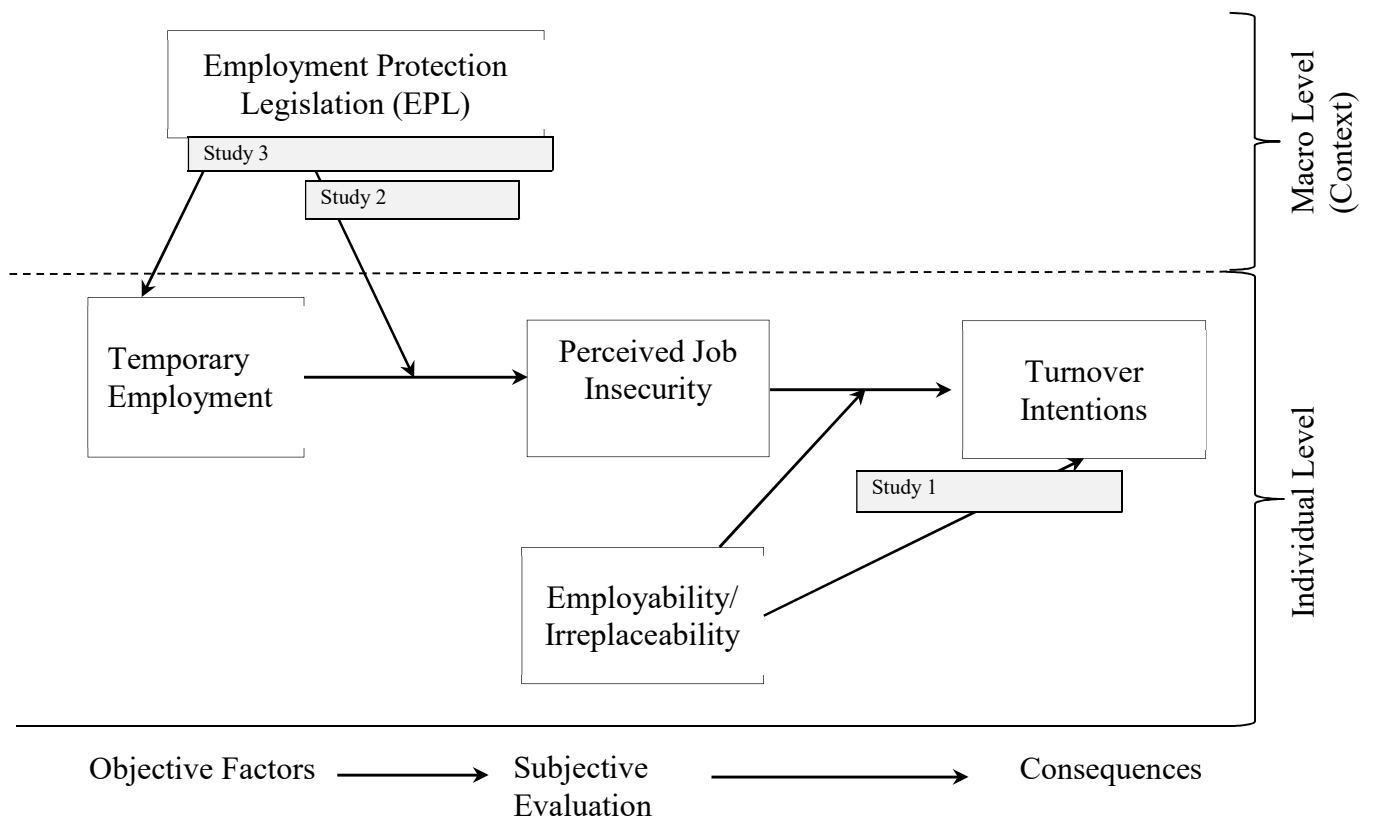 Employment Protection
Legislation (EPL)
Study 3
Study 2
Macro Level
(Context)
Temporary
Employment
Perceived Job
Insecurity
Turnover
Intentions
Study 1
Employability/
Irreplaceability
Individual Level
Objective Factors
Subjective
Evaluation
Consequences